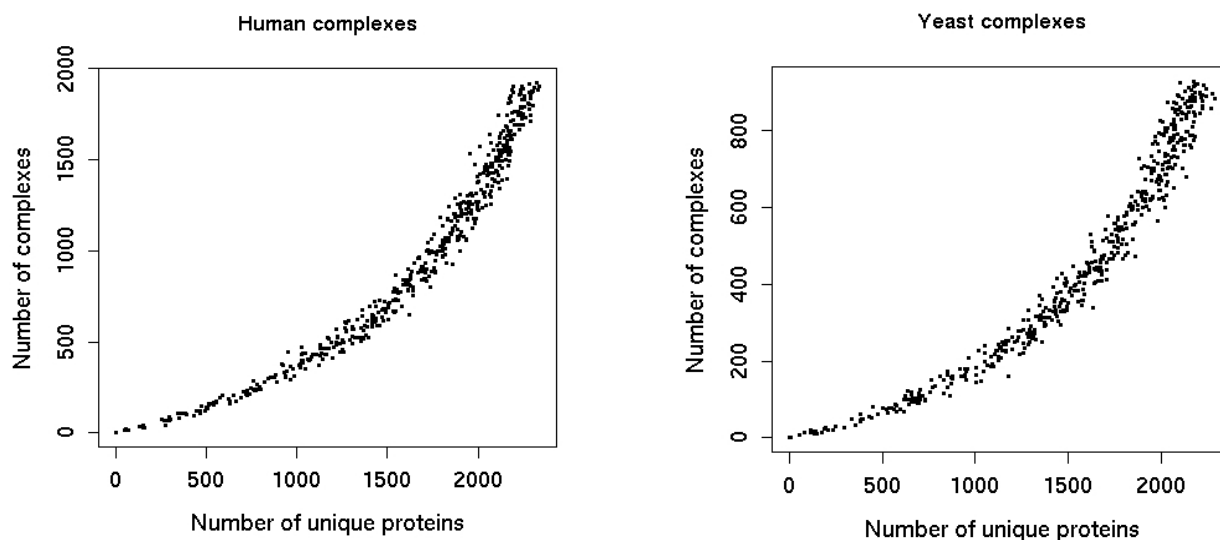 Human complexes
Number of complexes
2000
1500
1000
500
0
0 500 1000 1500 2000
Number of unique proteins
Yeast complexes
Number of complexes
800
600
400
200
0
0 500 1000 1500 2000
Number of unique proteins